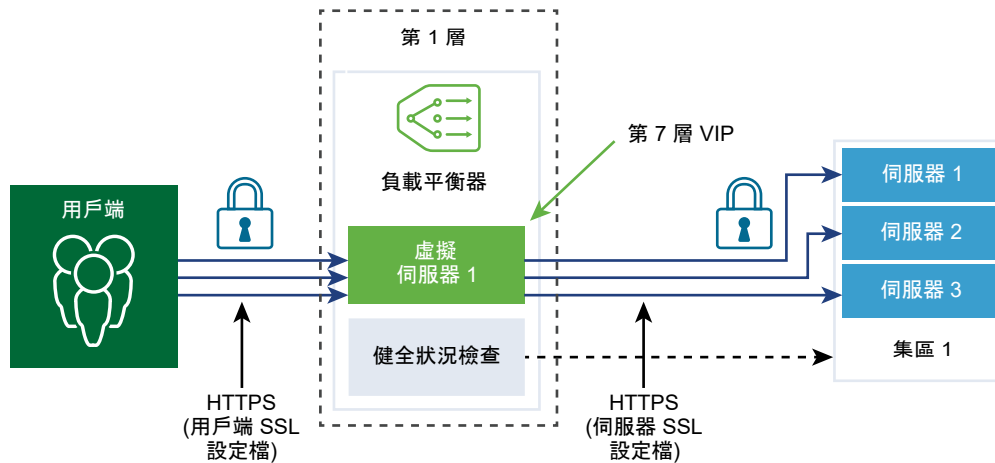 第 1 層
負載平衡器
第 7 層 VIP
用戶端
虛擬
伺服器 1
伺服器 1
伺服器 2
伺服器 3
集區 1
健全狀況檢查
HTTPS
(用戶端 SSL
設定檔)
HTTPS
(伺服器 SSL
設定檔)